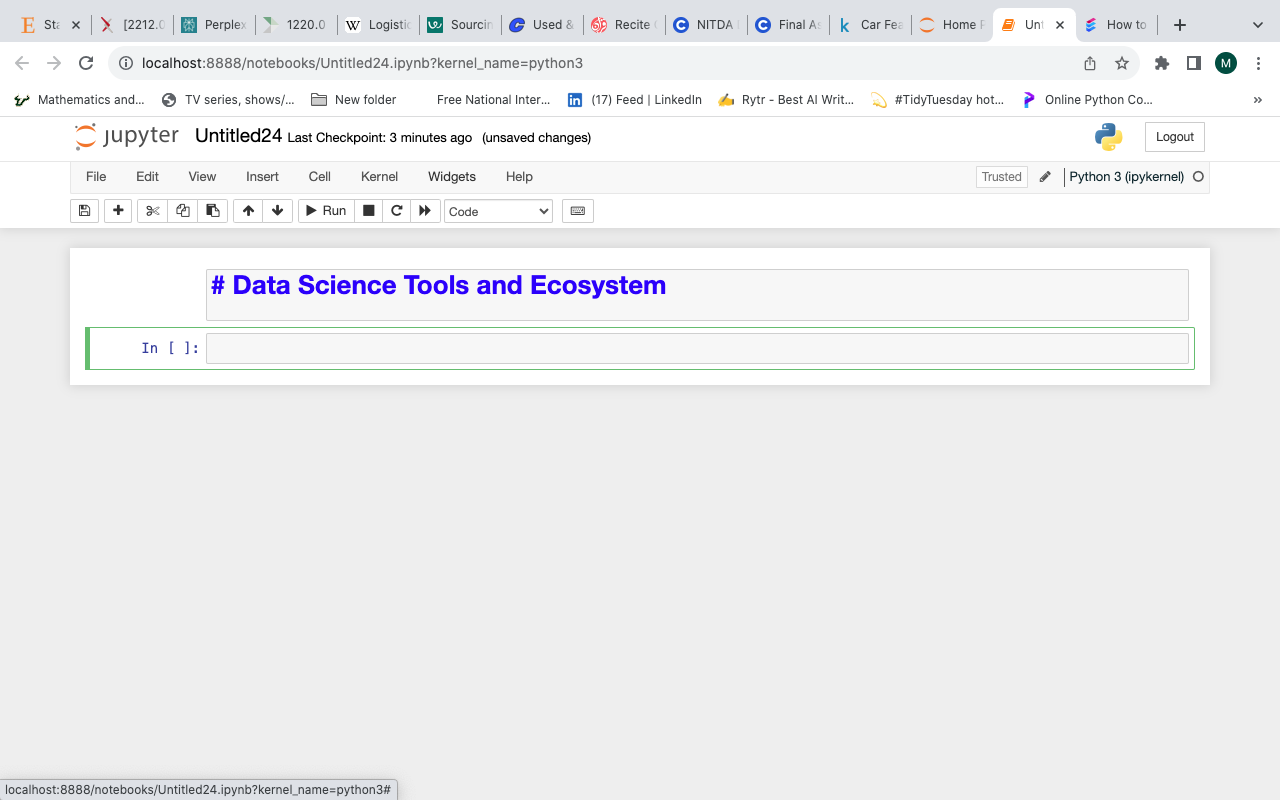 Sta [2212.0 Perplex 1220.0 Logistic Sourcin Used & Recite NITDA Final As Car Fea Home P Unt How to
localhost:8888/notebooks/Untitled24.ipynb?kernel_name=python3 M
Mathematics and... TV series, shows/... New folder Free National Inter... (17) Feed | LinkedIn Rytr - Best AI Writ... #TidyTuesday hot... Online Python Co... »
jupyter Untitled24 Last Checkpoint: 3 minutes ago (unsaved changes) Logout
File Edit View Insert Cell Kernel Widgets Help Trusted Python 3 (ipykernel)
Run Code
# Data Science Tools and Ecosystem
In [ ]:
localhost:8888/notebooks/Untitled24.ipynb?kernel_name=python3#